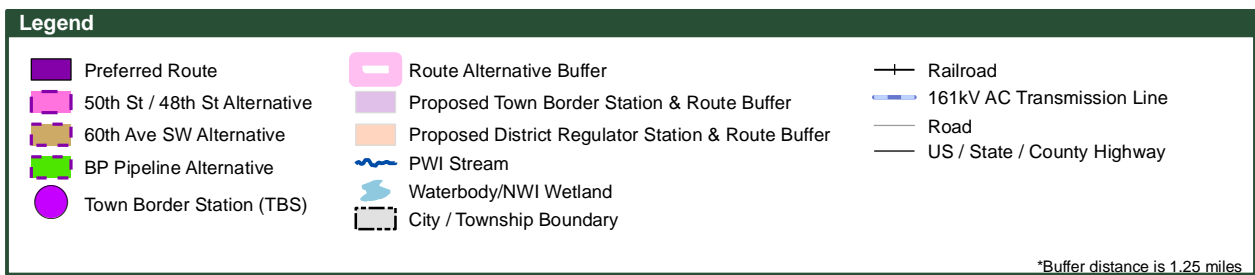 Legend
Preferred Route
50th St / 48th St Alternative
60th Ave SW Alternative
BP Pipeline Alternative
Town Border Station (TBS)
Route Alternative Buffer
Proposed Town Border Station & Route Buffer
Proposed District Regulator Station & Route Buffer
PWI Stream
Waterbody/NWI Wetland
City / Township Boundary
Railroad
161kV AC Transmission Line
Road
US / State / County Highway
*Buffer distance is 1.25 miles